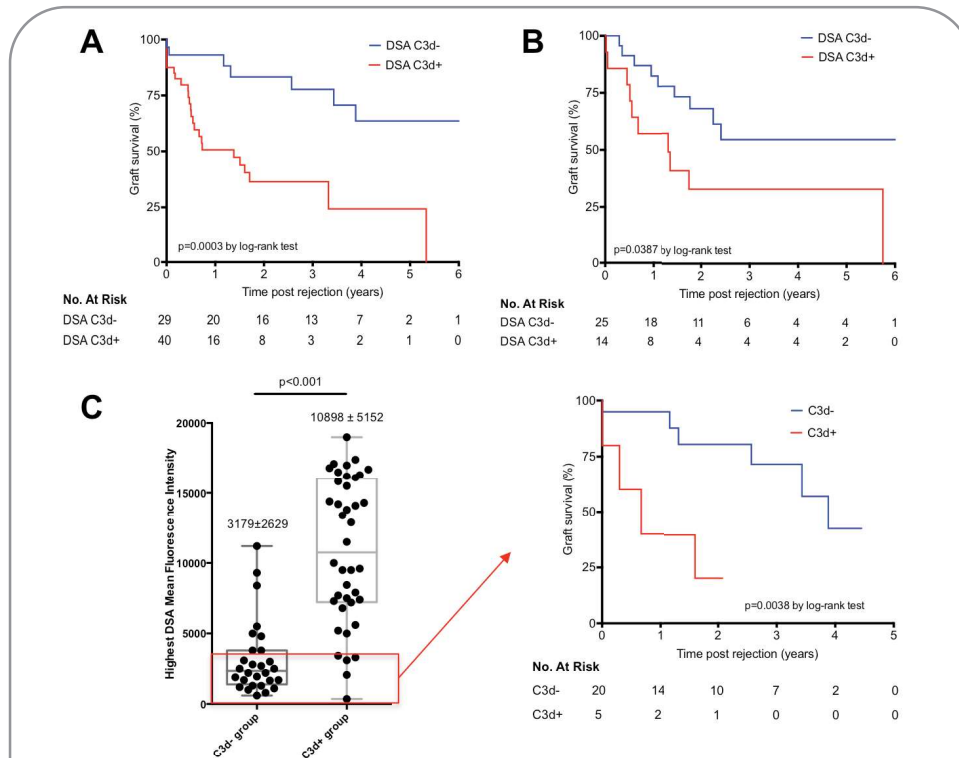 A
100
75
50
25
0
Graft survival (%)
DSA C3d-
DSA C3d+
p=0.0003 by log-rank test
0 1 2 3 4 5 6
Time post rejection (years)
No. At Risk
DSA C3d- 29 20 16 13 7 2 1
DSA C3d+ 40 16 8 3 2 1 0
B
100
75
50
25
0
Graft survival (%)
DSA C3d-
DSA C3d+
p=0.0387 by log-rank test
0 1 2 3 4 5 6
Time post rejection (years)
No. At Risk
DSA C3d- 25 18 11 6 4 4 1
DSA C3d+ 14 8 4 4 4 2 0
C
p<0.001
10898 ± 5152
3179±2629
20000
15000
10000
5000
0
Highest DSA Mean Fluorescence Intensity
C3d- group
C3d+ group
100
75
50
25
0
Graft survival (%)
C3d-
C3d+
p=0.0038 by log-rank test
0 1 2 3 4 5
Time post rejection (years)
No. At Risk
C3d- 20 14 10 7 2 0
C3d+ 5 2 1 0 0 0